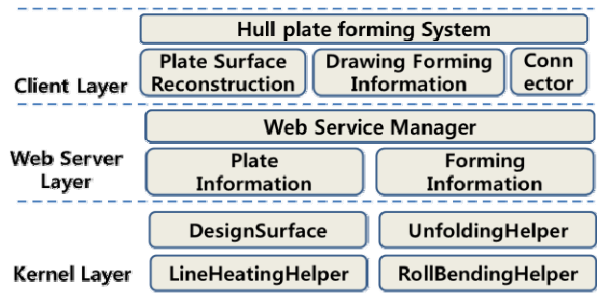 Hull plate forming System
Plate Surface
Reconstruction
Drawing Forming
Information
Conn
ector
Client Layer
Web Service Manager
Web Server
Layer
Plate
Information
Forming
Information
DesignSurface
UnfoldingHelper
Kernel Layer
LineHeatingHelper
RollBendingHelper